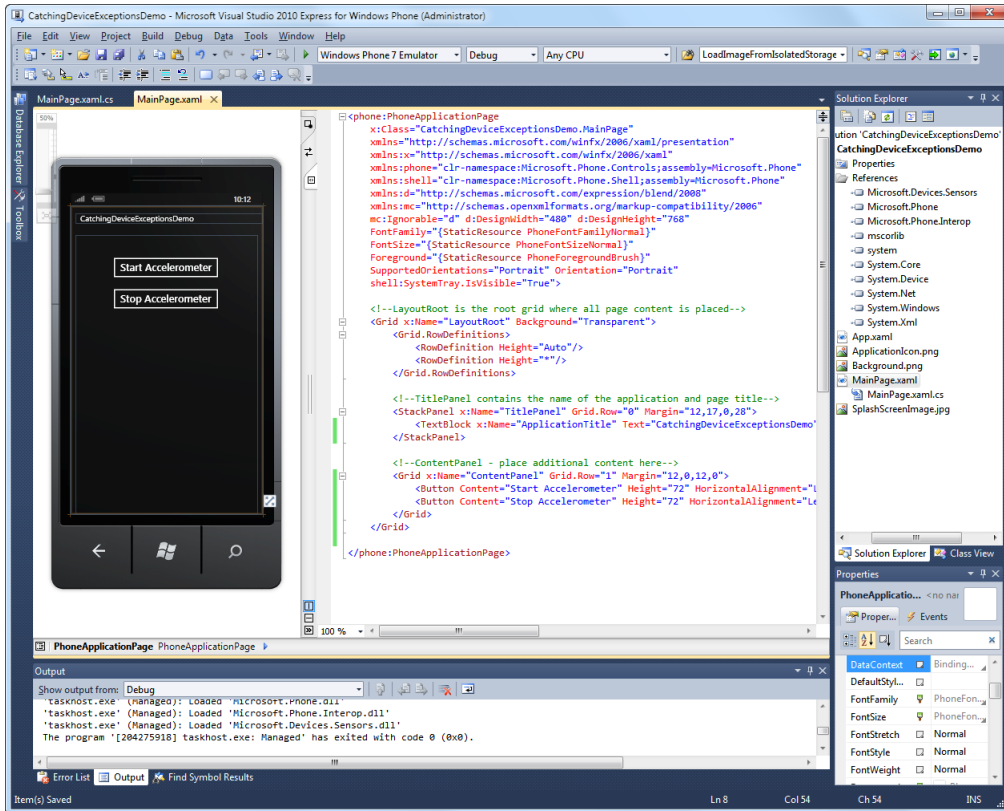 CatchingDeviceExceptionsDemo - Microsoft Visual Studio 2010 Express for Windows Phone (Administrator)
File Edit View Project Build Debug Data Tools Window Help
Windows Phone 7 Emulator Debug Any CPU LoadImageFromIsolatedStorage
Database Explorer
Toolbox
MainPage.xaml.cs MainPage.xaml
50%
10:12
CatchingDeviceExceptionsDemo
Start Accelerometer
Stop Accelerometer
<phone:PhoneApplicationPage
x:Class="CatchingDeviceExceptionsDemo.MainPage"
xmlns="http://schemas.microsoft.com/winfx/2006/xaml/presentation"
xmlns:x="http://schemas.microsoft.com/winfx/2006/xaml"
xmlns:phone="clr-namespace:Microsoft.Phone.Controls;assembly=Microsoft.Phone"
xmlns:shell="clr-namespace:Microsoft.Phone.Shell;assembly=Microsoft.Phone"
xmlns:d="http://schemas.microsoft.com/expression/blend/2008"
xmlns:mc="http://schemas.openxmlformats.org/markup-compatibility/2006"
mc:Ignorable="d" d:DesignWidth="480" d:DesignHeight="768"
FontFamily="{StaticResource PhoneFontFamilyNormal}"
FontSize="{StaticResource PhoneFontSizeNormal}"
Foreground="{StaticResource PhoneForegroundBrush}"
SupportedOrientations="Portrait" Orientation="Portrait"
shell:SystemTray.IsVisible="True">
<!--LayoutRoot is the root grid where all page content is placed-->
<Grid x:Name="LayoutRoot" Background="Transparent">
<Grid.RowDefinitions>
<RowDefinition Height="Auto"/>
<RowDefinition Height="*"/>
</Grid.RowDefinitions>
<!--TitlePanel contains the name of the application and page title-->
<StackPanel x:Name="TitlePanel" Grid.Row="0" Margin="12,17,0,28">
<TextBlock x:Name="ApplicationTitle" Text="CatchingDeviceExceptionsDemo"
</StackPanel>
<!--ContentPanel - place additional content here-->
<Grid x:Name="ContentPanel" Grid.Row="1" Margin="12,0,12,0">
<Button Content="Start Accelerometer" Height="72" HorizontalAlignment="L
<Button Content="Stop Accelerometer" Height="72" HorizontalAlignment="Le
</Grid>
</Grid>
</phone:PhoneApplicationPage>
100 %
PhoneApplicationPage PhoneApplicationPage
Output
Show output from: Debug
'taskhost.exe' (Managed): Loaded 'Microsoft.Phone.dll'
'taskhost.exe' (Managed): Loaded 'Microsoft.Phone.Interop.dll'
'taskhost.exe' (Managed): Loaded 'Microsoft.Devices.Sensors.dll'
The program '[204275918] taskhost.exe: Managed' has exited with code 0 (0x0).
Error List Output Find Symbol Results
Solution Explorer
ution 'CatchingDeviceExceptionsDemo'
CatchingDeviceExceptionsDemo
Properties
References
Microsoft.Devices.Sensors
Microsoft.Phone
Microsoft.Phone.Interop
mscorlib
system
System.Core
System.Device
System.Net
System.Windows
System.Xml
App.xaml
ApplicationIcon.png
Background.png
MainPage.xaml
MainPage.xaml.cs
SplashScreenImage.jpg
Solution Explorer Class View
Properties
PhoneApplicatio... <no nar
Proper... Events
Search
DataContext Binding...
DefaultStyl...
FontFamily PhoneFon...
FontSize PhoneFon...
FontStretch Normal
FontStyle Normal
FontWeight Normal
Item(s) Saved Ln 8 Col 54 Ch 54 INS